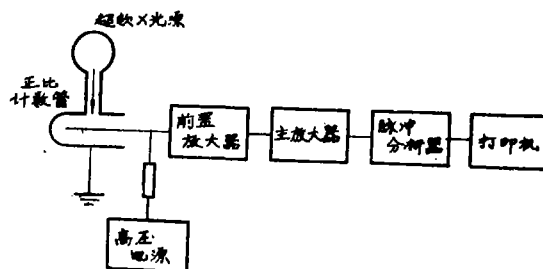 超软X光源
正比
计数管
前置
放大器
主放大器
脉冲
分析器
打印机
高压
电源